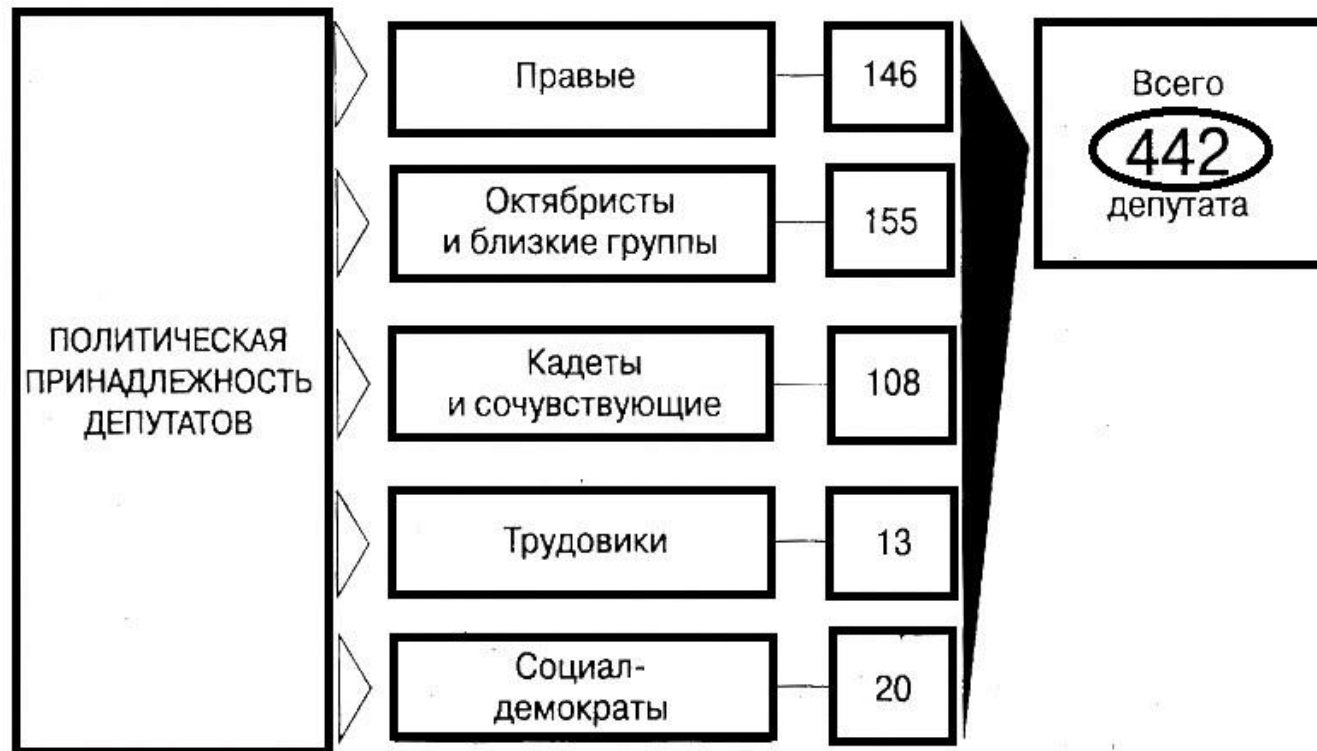 ПОЛИТИЧЕСКАЯ
ПРИНАДЛЕЖНОСТЬ
ДЕПУТАТОВ
Правые
146
Октябристы
и близкие группы
155
Кадеты
и сочувствующие
108
Трудовики
13
Социал-
демократы
20
Всего
442
депутата